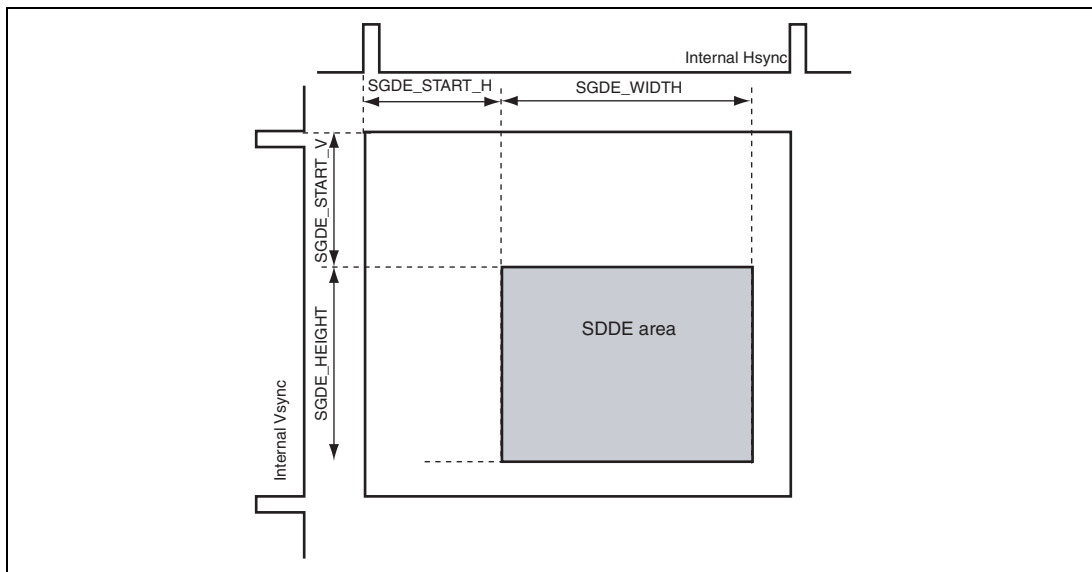 Internal Hsync
SGDE_START_H
SGDE_WIDTH
SGDE_START_V
SDDE area
SGDE_HEIGHT
Internal Vsync